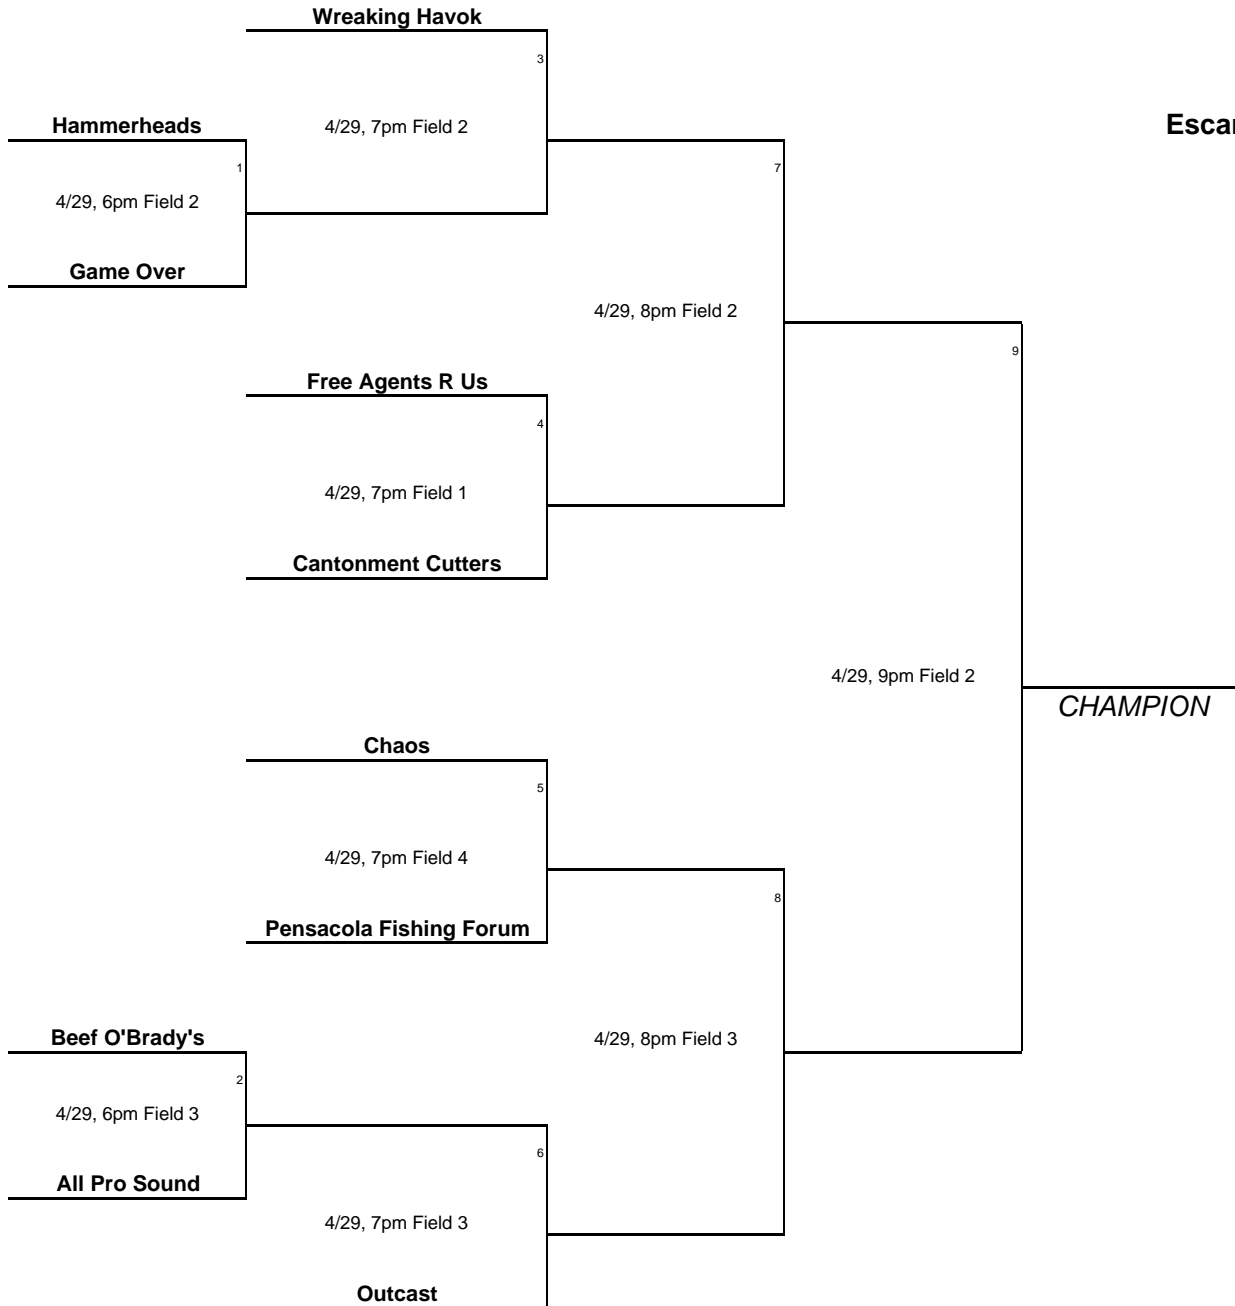 Wreaking Havok
3
Hammerheads
4/29, 7pm Field 2
Escar
1
7
4/29, 6pm Field 2
Game Over
4/29, 8pm Field 2
9
Free Agents R Us
4
4/29, 7pm Field 1
Cantonment Cutters
4/29, 9pm Field 2
CHAMPION
Chaos
5
4/29, 7pm Field 4
8
Pensacola Fishing Forum
Beef O'Brady's
4/29, 8pm Field 3
2
4/29, 6pm Field 3
6
All Pro Sound
4/29, 7pm Field 3
Outcast